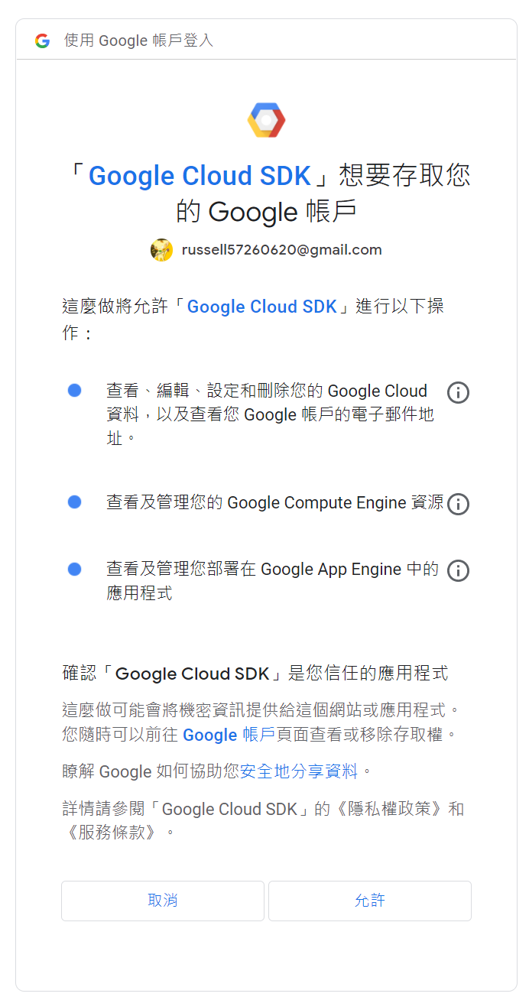 使用 Google 帳戶登入
「Google Cloud SDK」想要存取您
的 Google 帳戶
russell57260620@gmail.com
這麼做將允許「Google Cloud SDK」進行以下操
作：
查看、編輯、設定和刪除您的 Google Cloud
資料，以及查看您 Google 帳戶的電子郵件地
址。
查看及管理您的 Google Compute Engine 資源
查看及管理您部署在 Google App Engine 中的
應用程式
確認「Google Cloud SDK」是您信任的應用程式
這麼做可能會將機密資訊提供給這個網站或應用程式。
您隨時可以前往 Google 帳戶頁面查看或移除存取權。
瞭解 Google 如何協助您安全地分享資料。
詳情請參閱「Google Cloud SDK」的《隱私權政策》和
《服務條款》。
取消
允許